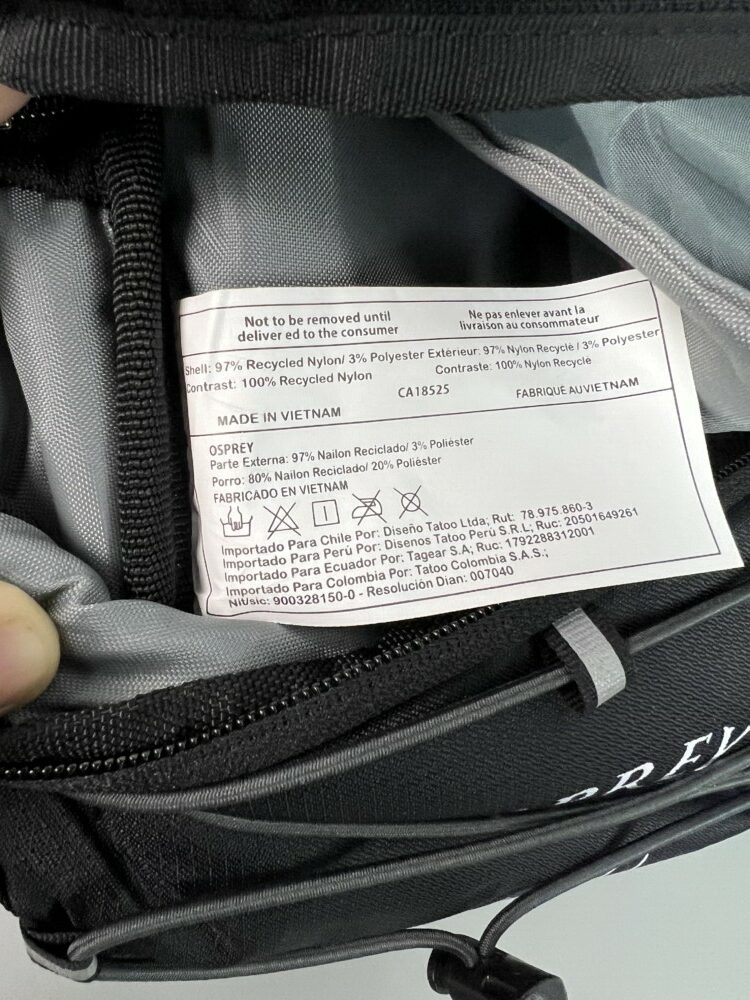 Not to be removed until
deliver ed to the consumer
Ne pas enlever avant la
livraison au consommateur
Shell: 97% Recycled Nylon/ 3% Polyester Extérieur: 97% Nylon Recyclé / 3% Polyester
Contrast: 100% Recycled Nylon Contraste: 100% Nylon Recyclé
CA18525
MADE IN VIETNAM FABRIQUÉ AU VIETNAM
OSPREY
Parte Externa: 97% Nailon Reciclado/ 3% Poliéster
Porro: 80% Nailon Reciclado/ 20% Poliéster
FABRICADO EN VIETNAM
Importado Para Chile Por: Diseño Tatoo Ltda; Rut: 78.975.860-3
Importado Para Perú Por: Disenos Tatoo Perú S.R.L; Ruc: 20501649261
Importado Para Ecuador Por: Tagear S.A; Ruc: 1792288312001
Importado Para Colombia Por: Tatoo Colombia S.A.S.;
Nit/sic: 900328150-0 - Resolución Dian: 007040